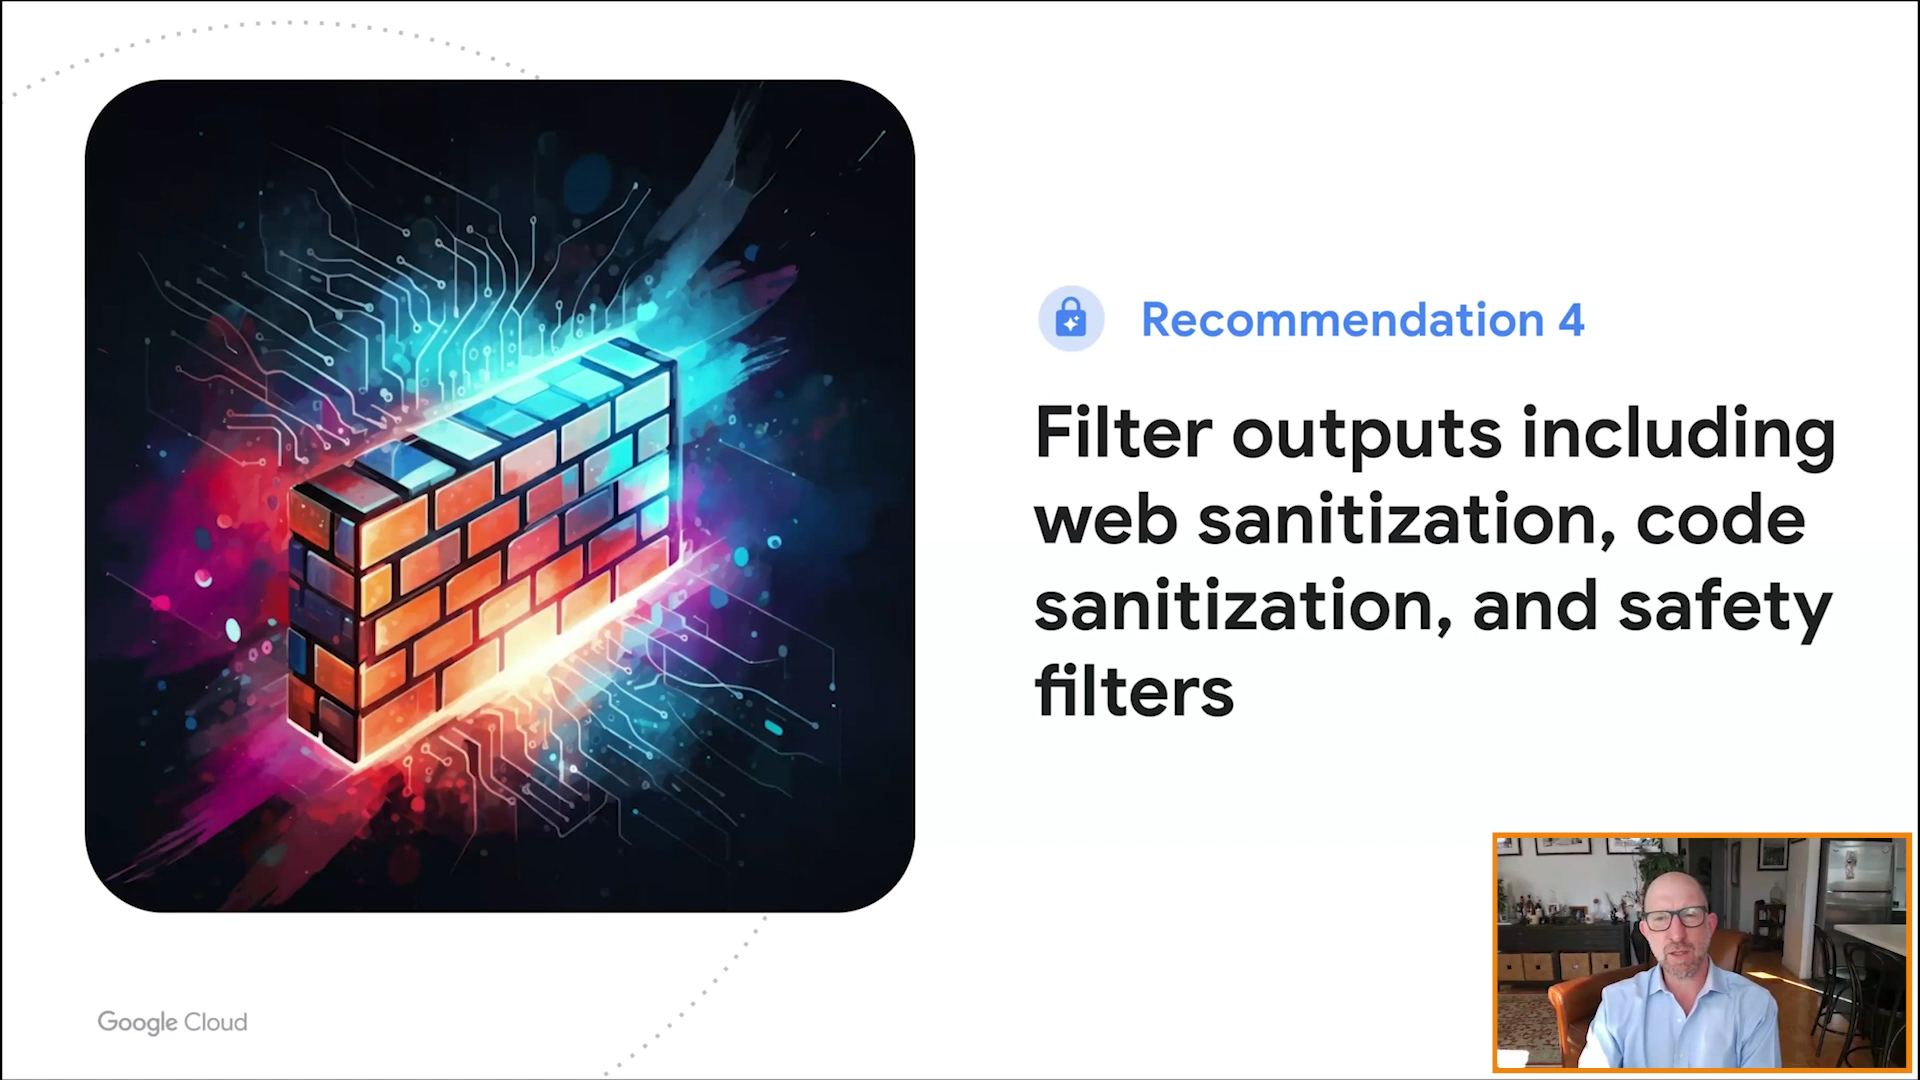 Recommendation 4
Filter outputs including
web sanitization, code
sanitization, and safety
filters
Google Cloud